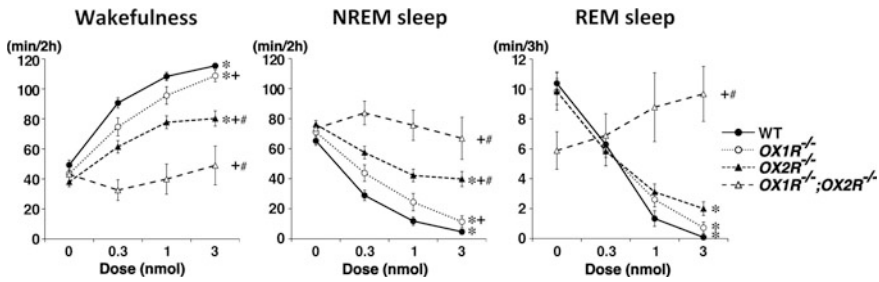 Wakefulness
(min/2h)
120
100
80
60
40
20
0
0 0.3 1 3
Dose (nmol)
*
*+
*+#
+#
NREM sleep
(min/2h)
120
100
80
60
40
20
0
0 0.3 1 3
Dose (nmol)
+#
*+#
*+
*
REM sleep
(min/3h)
12
10
8
6
4
2
0
0 0.3 1 3
Dose (nmol)
+#
*
*
*
WT
OX1R-/-
OX2R-/-
OX1R-/-;OX2R-/-